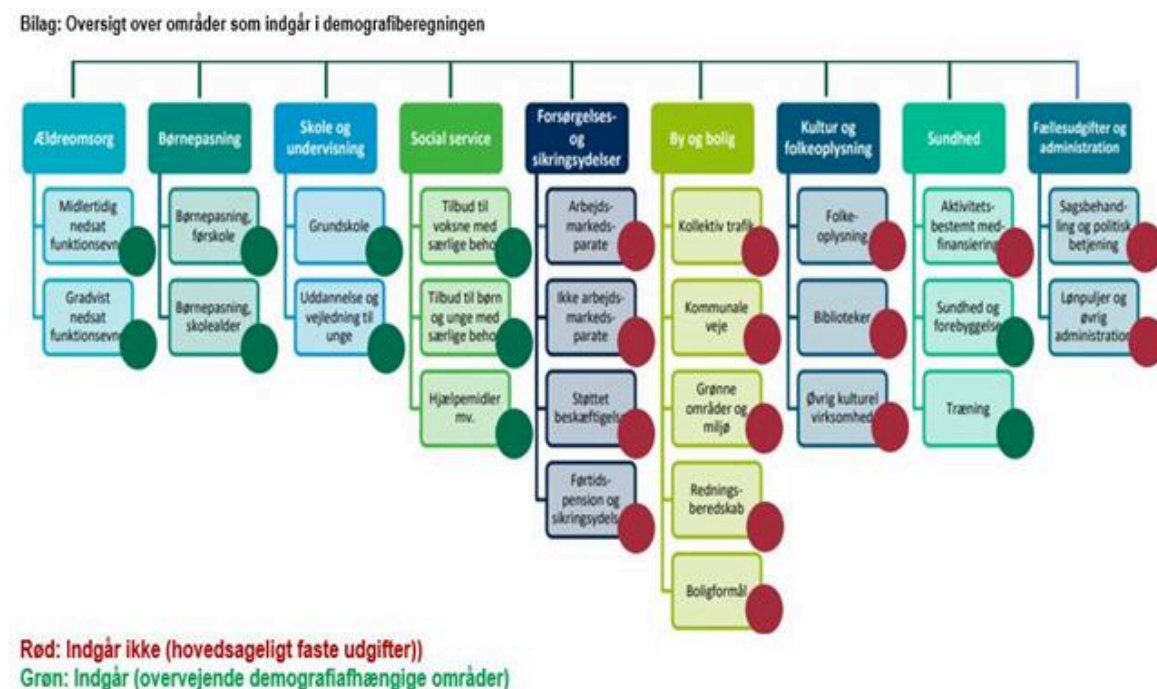 Bilag: Oversigt over områder som indgår i demografiberegningen
Ældreomsorg
Midlertidig
nedsat
funktionsevn
Gradvist
nedsat
funktionsevn
Børnepasning
Børnepasning,
førskole
Børnepasning,
skolealder
Skole og
undervisning
Grundskole
Uddannelse og
vejledning til
unge
Social service
Tilbud til
voksne med
særlige beho
Tilbud til børn
og unge med
særlige beho
Hjælpemidler
mv.
Forsørgelses-
og
sikringsydelser
Arbejds-
markeds-
parate
Ikke arbejds-
markeds-
parate
Støttet
beskæftigels
Førtids-
pension og
sikringsydels
By og bolig
Kollektiv trafik
Kommunale
veje
Grønne
områder og
miljø
Rednings-
beredskab
Boligformål
Kultur og
folkeoplysning
Folke-
oplysning
Biblioteker
Øvrig kulturel
virksomhed
Sundhed
Aktivitets-
bestemt med-
finansiering
Sundhed og
forebyggelse
Træning
Fællesudgifter og
administration
Sagsbehand-
ling og politisk
betjening
Lønpuljer og
øvrig
administration
Rød: Indgår ikke (hovedsageligt faste udgifter))
Grøn: Indgår (overvejende demografiafhængige områder)